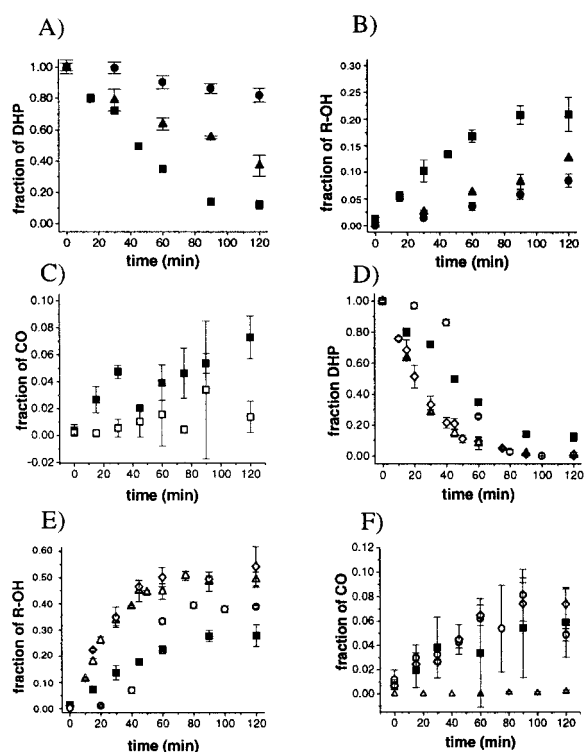 A)
fraction of DHP
1.00
0.80
0.60
0.40
0.20
0.00
0 20 40 60 80 100 120
time (min)
B)
fraction of R-OH
0.30
0.25
0.20
0.15
0.10
0.05
0.00
0 20 40 60 80 100 120
time (min)
C)
fraction of CO
0.10
0.08
0.06
0.04
0.02
0.00
-0.02
0 20 40 60 80 100 120
time (min)
D)
fraction DHP
1.00
0.80
0.60
0.40
0.20
0.00
0 20 40 60 80 100 120
time (min)
E)
fraction of R-OH
0.60
0.50
0.40
0.30
0.20
0.10
0.00
0 20 40 60 80 100 120
time (min)
F)
fraction of CO
0.12
0.10
0.08
0.06
0.04
0.02
0.00
0 20 40 60 80 100 120
time (min)